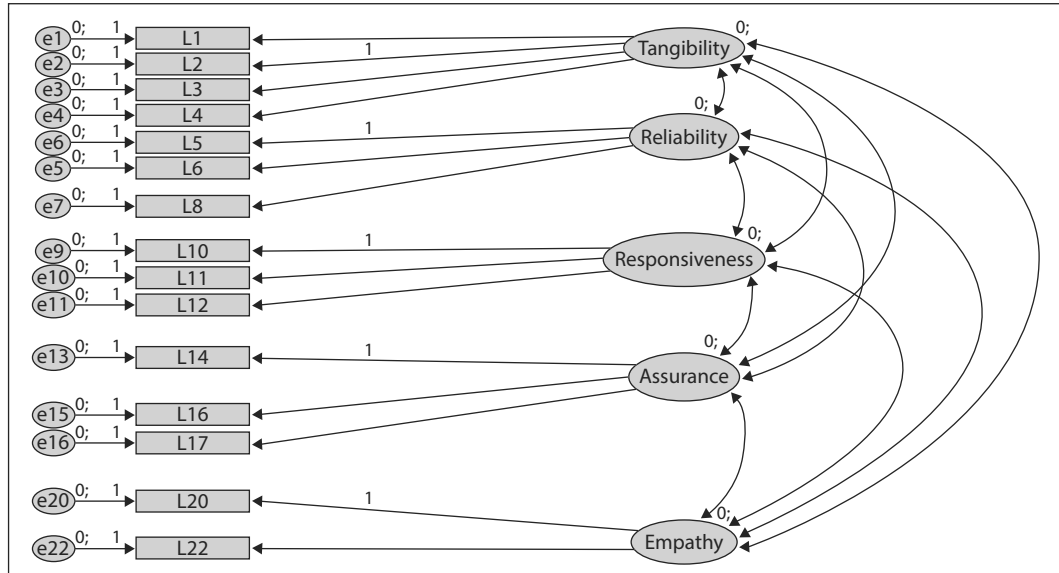 e1 0; 1 L1 Tangibility 0;
e2 0; 1 L2 1
e3 0; 1 L3
e4 0; 1 L4
e6 0; 1 L5 1 Reliability 0;
e5 0; 1 L6
e7 0; 1 L8
e9 0; 1 L10 1 Responsiveness 0;
e10 0; 1 L11
e11 0; 1 L12
e13 0; 1 L14 1 Assurance 0;
e15 0; 1 L16
e16 0; 1 L17
e20 0; 1 L20 1
e22 0; 1 L22 Empathy 0;